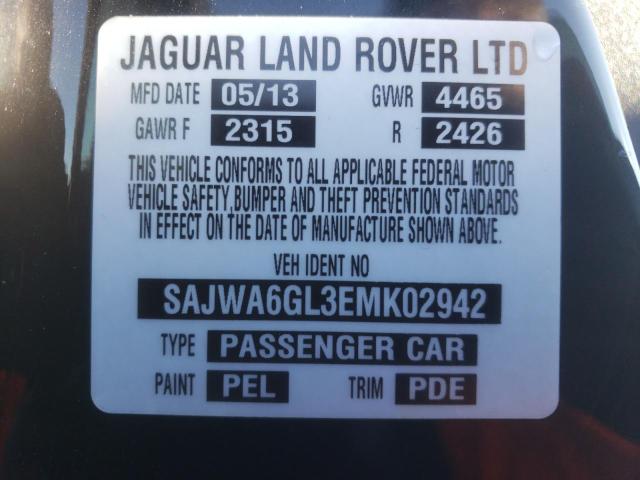 JAGUAR LAND ROVER LTD
MFD DATE 05/13 GVWR 4465
GAWR F 2315 R 2426
THIS VEHICLE CONFORMS TO ALL APPLICABLE FEDERAL MOTOR
VEHICLE SAFETY,BUMPER AND THEFT PREVENTION STANDARDS
IN EFFECT ON THE DATE OF MANUFACTURE SHOWN ABOVE.
VEH IDENT NO
SAJWA6GL3EMK02942
TYPE PASSENGER CAR
PAINT PEL TRIM PDE